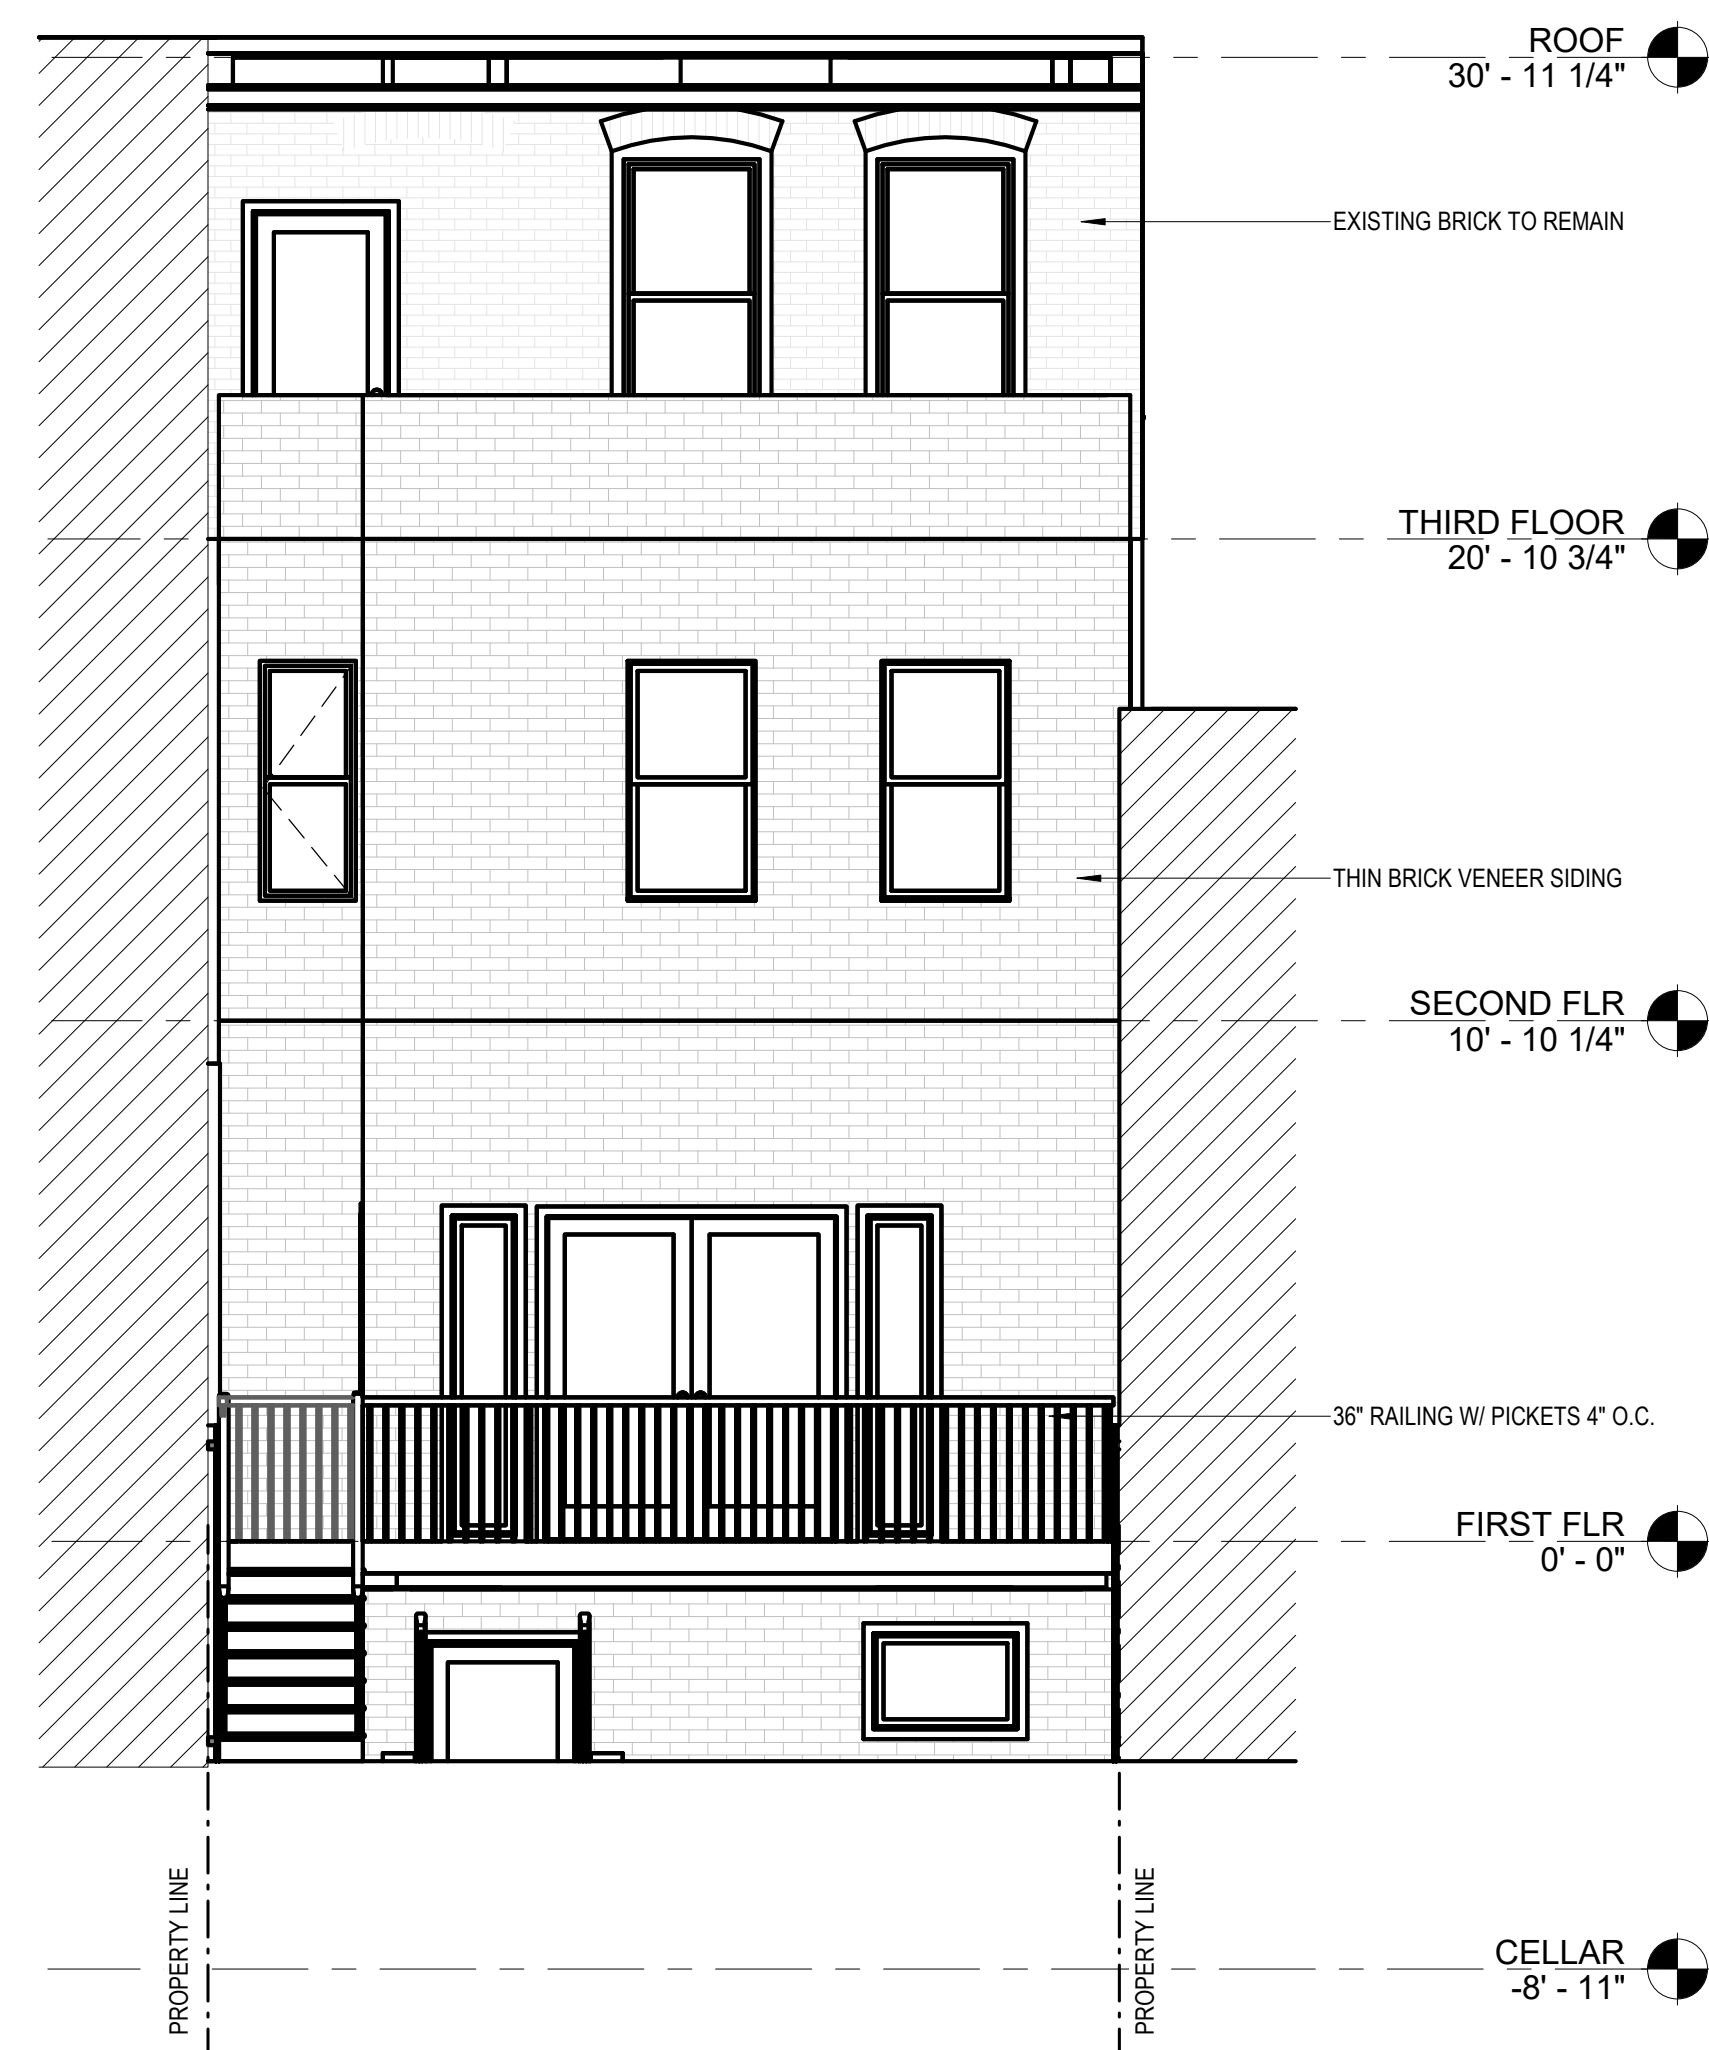 ROOF
30' - 11 1/4"
EXISTING BRICK TO REMAIN
THIRD FLOOR
20' - 10 3/4"
THIN BRICK VENEER SIDING
SECOND FLR
10' - 10 1/4"
36" RAILING W/ PICKETS 4" O.C.
FIRST FLR
0' - 0"
PROPERTY LINE
PROPERTY LINE
CELLAR
-8' - 11"